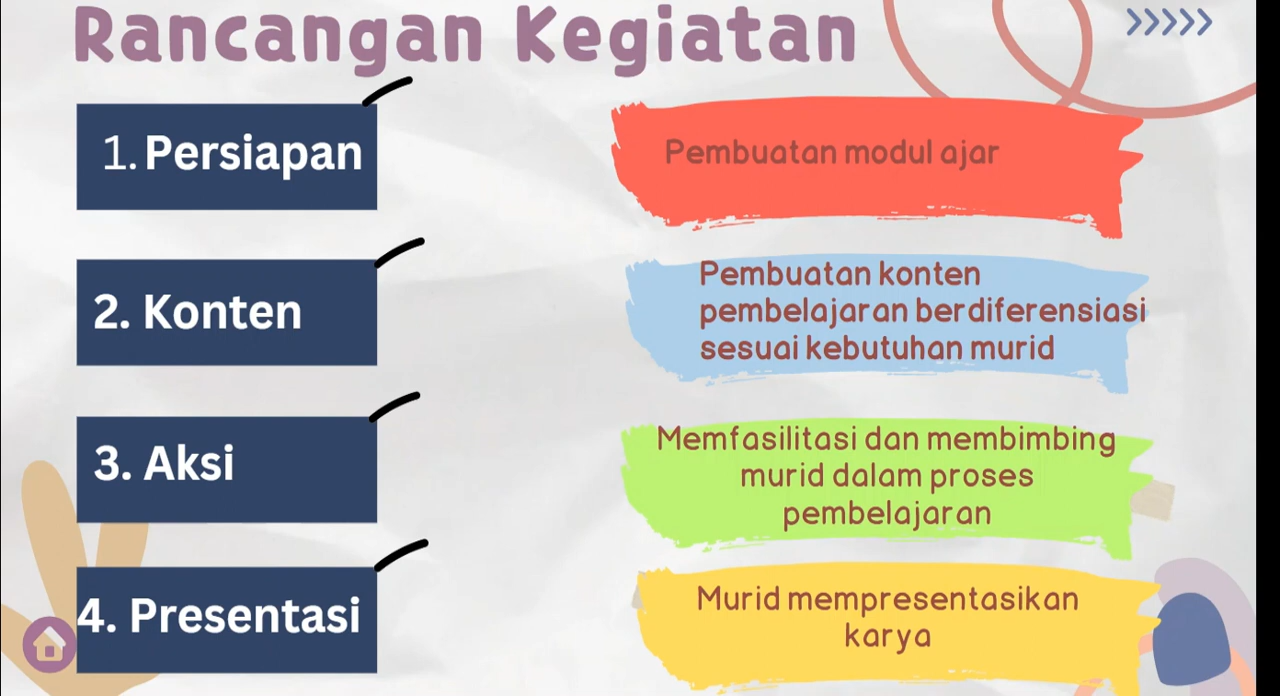 Rancangan Kegiatan
1. Persiapan
Pembuatan modul ajar
2. Konten
Pembuatan konten
pembelajaran berdiferensiasi
sesuai kebutuhan murid
3. Aksi
Memfasilitasi dan membimbing
murid dalam proses
pembelajaran
4. Presentasi
Murid mempresentasikan
karya